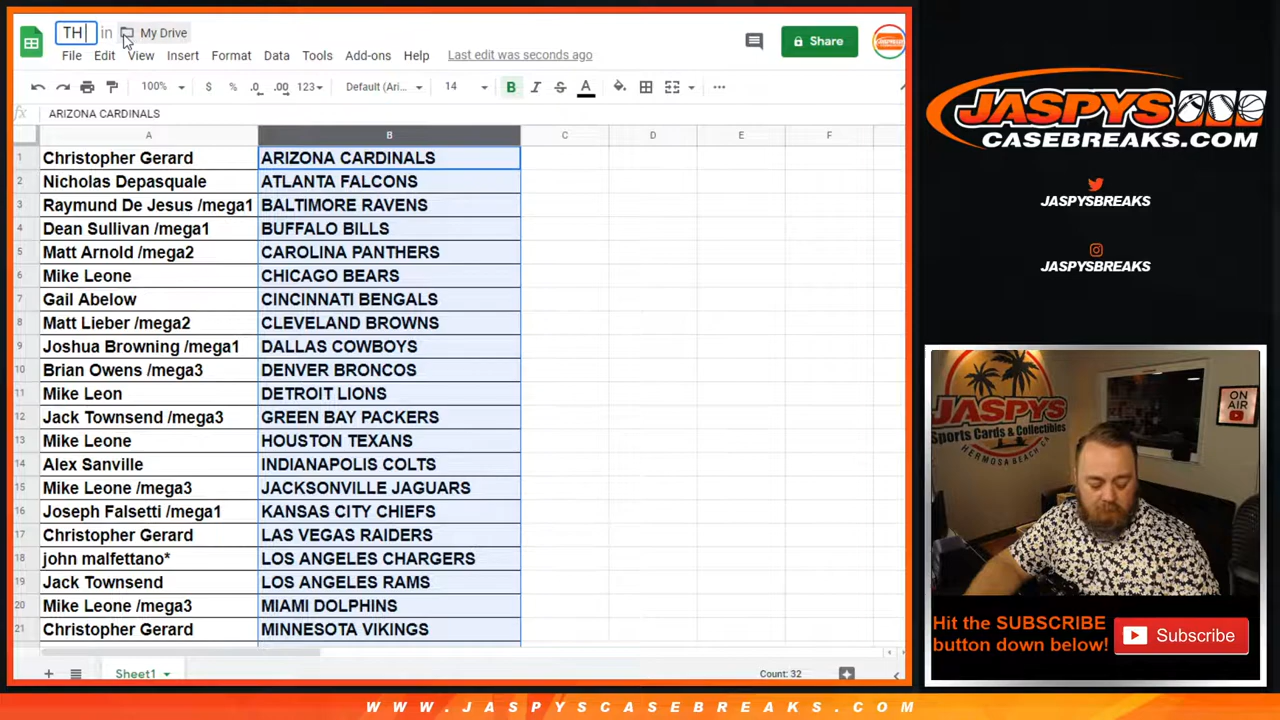 TH in My Drive
File Edit View Insert Format Data Tools Add-ons Help Last edit was seconds ago
Share
100% $ % .0 .00 123 Default (Ari... 14 B I S A
fx ARIZONA CARDINALS
A B C D E F
1 Christopher Gerard ARIZONA CARDINALS
2 Nicholas Depasquale ATLANTA FALCONS
3 Raymund De Jesus /mega1 BALTIMORE RAVENS
4 Dean Sullivan /mega1 BUFFALO BILLS
5 Matt Arnold /mega2 CAROLINA PANTHERS
6 Mike Leone CHICAGO BEARS
7 Gail Abelow CINCINNATI BENGALS
8 Matt Lieber /mega2 CLEVELAND BROWNS
9 Joshua Browning /mega1 DALLAS COWBOYS
10 Brian Owens /mega3 DENVER BRONCOS
11 Mike Leon DETROIT LIONS
12 Jack Townsend /mega3 GREEN BAY PACKERS
13 Mike Leone HOUSTON TEXANS
14 Alex Sanville INDIANAPOLIS COLTS
15 Mike Leone /mega3 JACKSONVILLE JAGUARS
16 Joseph Falsetti /mega1 KANSAS CITY CHIEFS
17 Christopher Gerard LAS VEGAS RAIDERS
18 john malfettano* LOS ANGELES CHARGERS
19 Jack Townsend LOS ANGELES RAMS
20 Mike Leone /mega3 MIAMI DOLPHINS
21 Christopher Gerard MINNESOTA VIKINGS
Sheet1 Count: 32
JASPYS
CASEBREAKS.COM
JASPYSBREAKS
JASPYSBREAKS
JASPYS
Sports Cards & Collectibles
HERMOSA BEACH CA
ON AIR
Hit the SUBSCRIBE
button down below!
Subscribe
WWW.JASPYSCASEBREAKS.COM